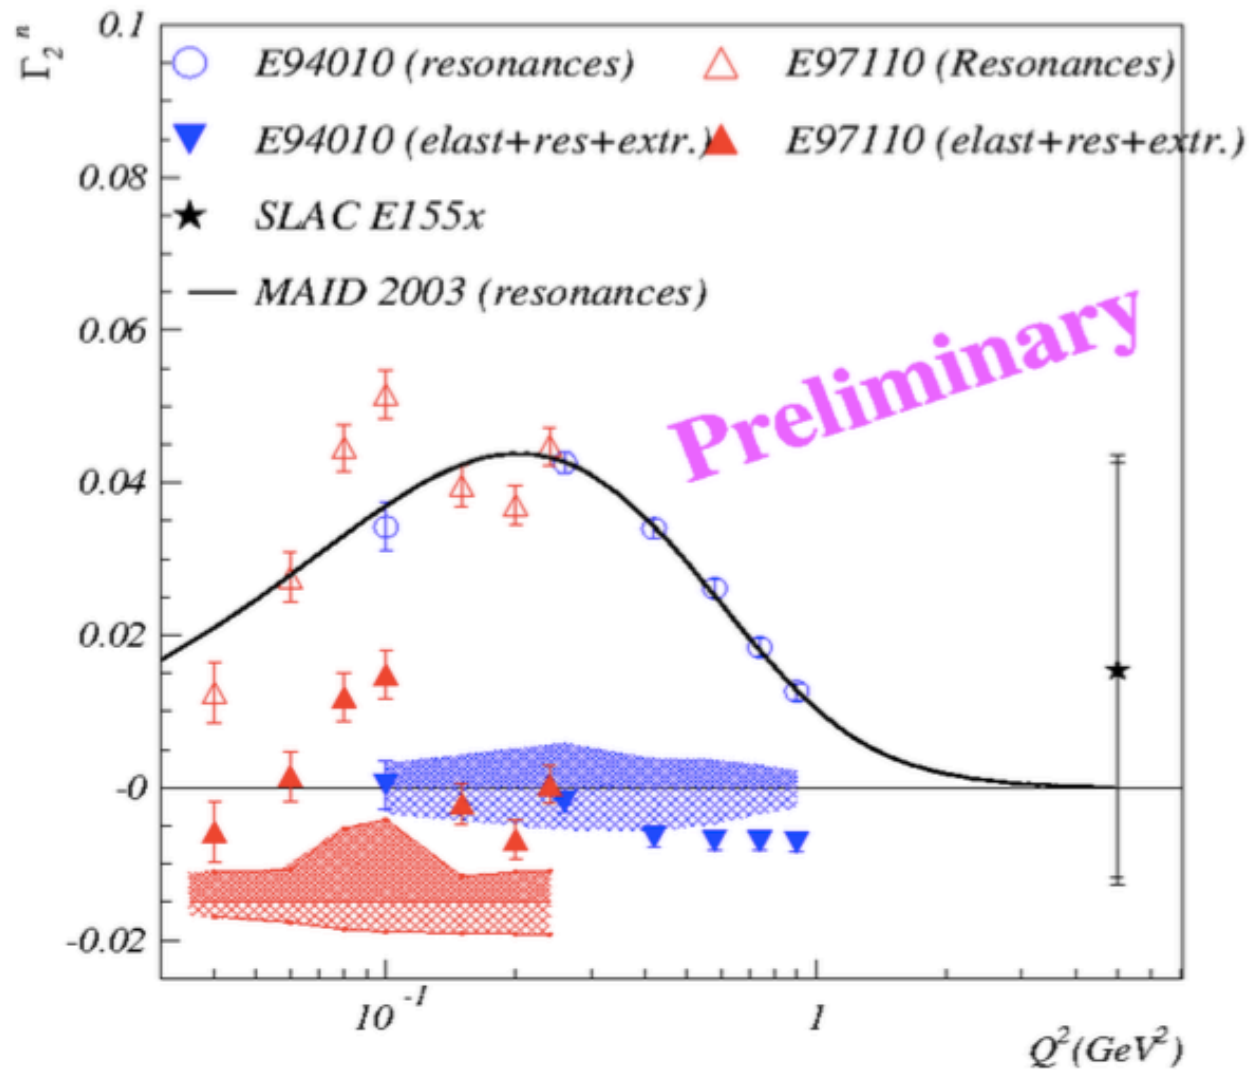 Γ₂ⁿ
0.1
0.08
0.06
0.04
0.02
-0
-0.02
E94010 (resonances)
E97110 (Resonances)
E94010 (elast+res+extr.)
E97110 (elast+res+extr.)
SLAC E155x
MAID 2003 (resonances)
Preliminary
10⁻¹
1
Q²(GeV²)